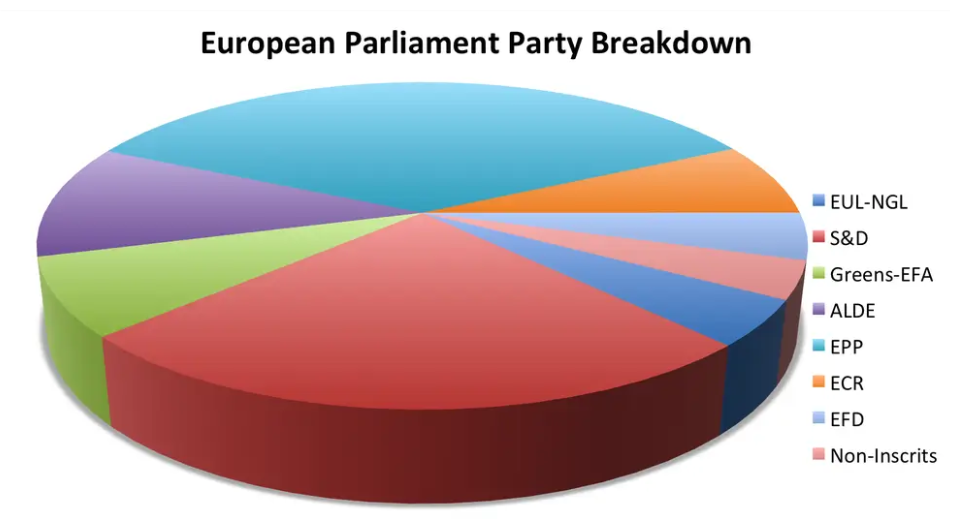 European Parliament Party Breakdown
EUL-NGL
S&D
Greens-EFA
ALDE
EPP
ECR
EFD
Non-Inscrits